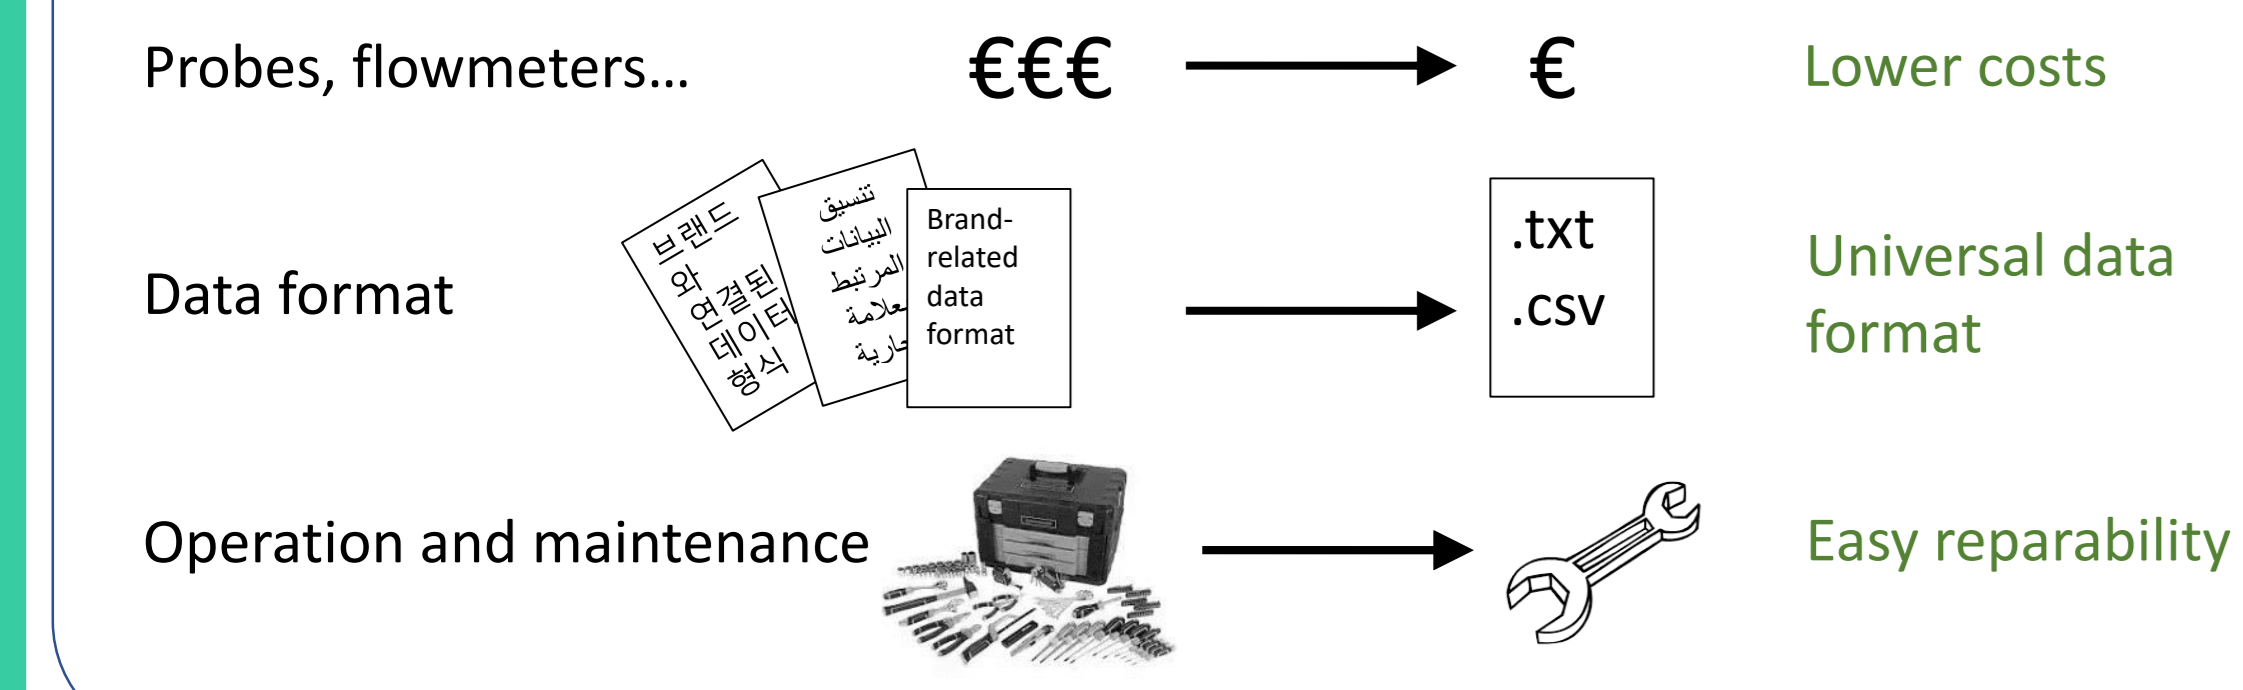 Probes, flowmeters...
€€€
€
Lower costs
Data format
브랜드
와
연결된
데이터
형식
تنسيق
البيانات
المرتبط
Brand-
related
data
format
.txt
.csv
Universal data
format
Operation and maintenance
Easy reparability